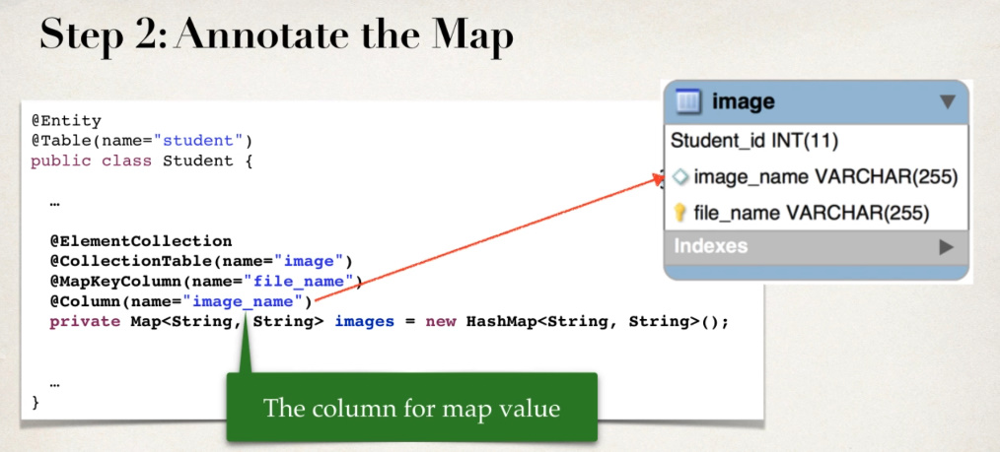 Step 2: Annotate the Map
@Entity
@Table(name="student")
public class Student {
…
@ElementCollection
@CollectionTable(name="image")
@MapKeyColumn(name="file_name")
@Column(name="image_name")
private Map<String, String> images = new HashMap<String, String>();
…
}
The column for map value
image
Student_id INT(11)
image_name VARCHAR(255)
file_name VARCHAR(255)
Indexes